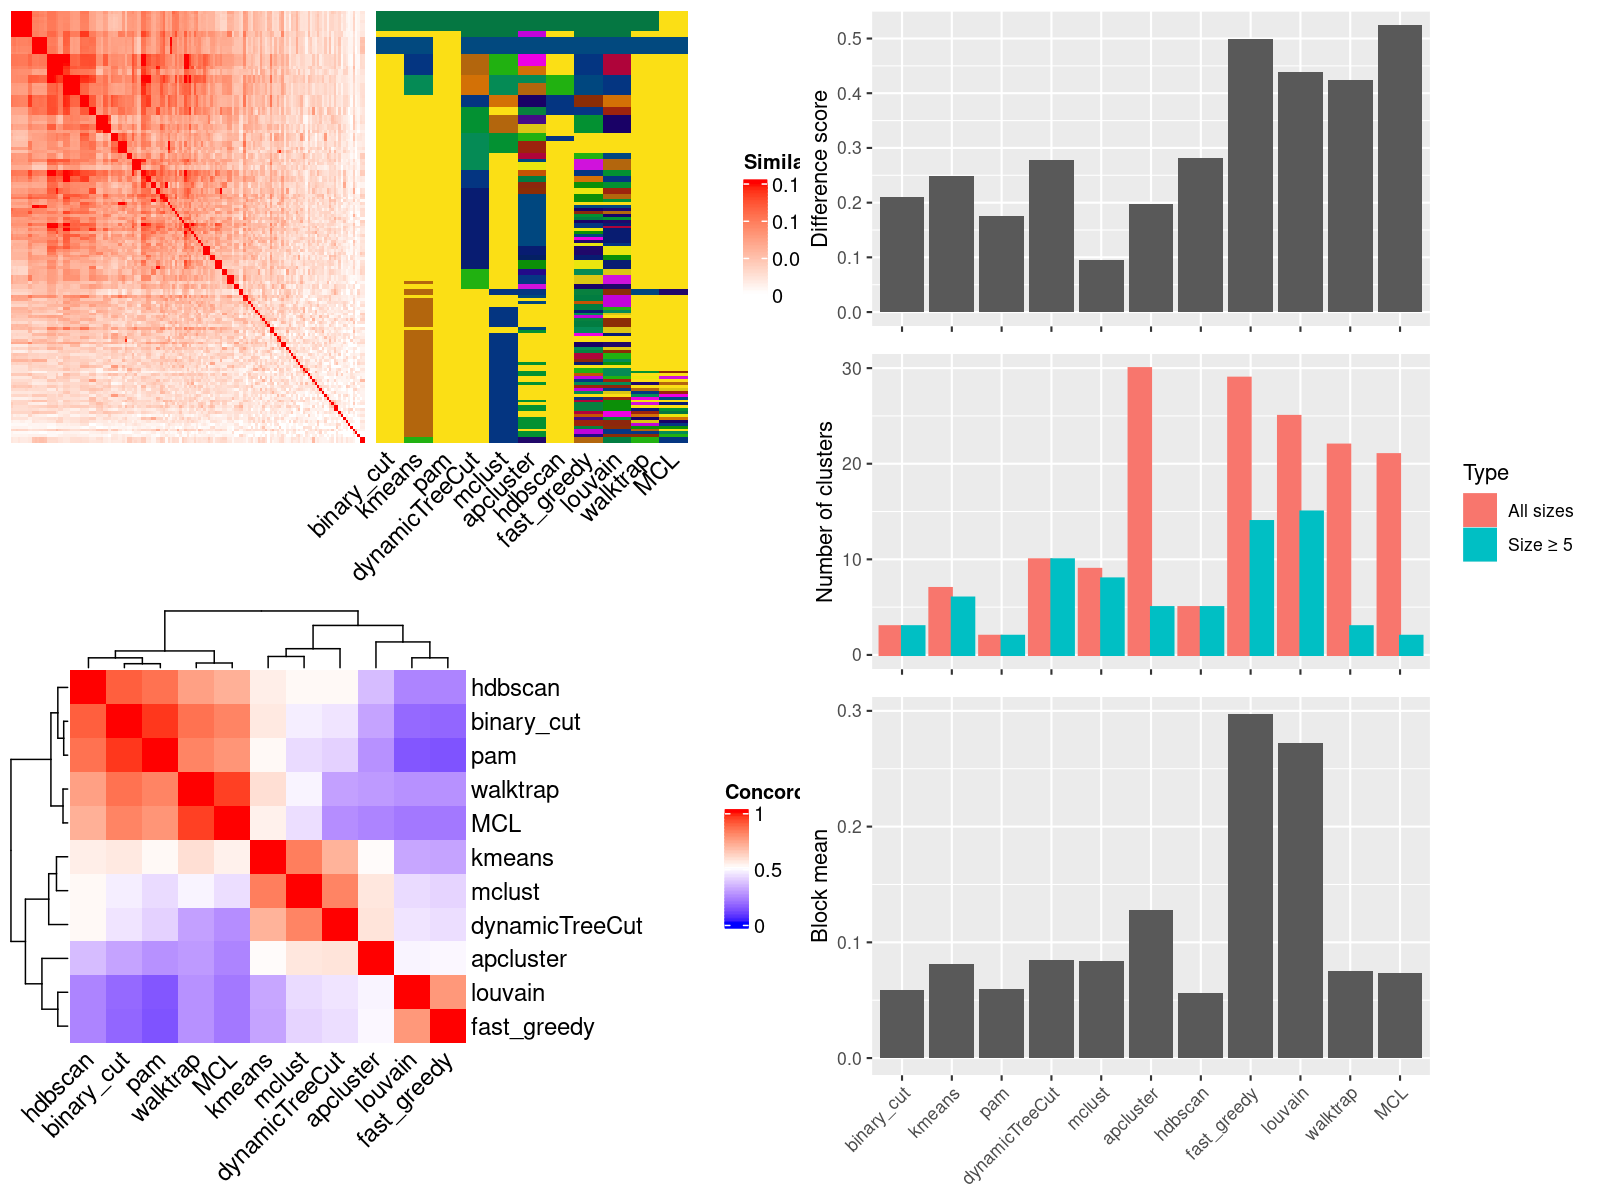 Simila
0.1
0.1
0.0
0
binary_cut
kmeans
pam
dynamicTreeCut
mclust
apcluster
hdbscan
fast_greedy
louvain
walktrap
MCL
hdbscan
binary_cut
pam
walktrap
MCL
kmeans
mclust
dynamicTreeCut
apcluster
louvain
fast_greedy
hdbscan
binary_cut
pam
walktrap
MCL
kmeans
mclust
dynamicTreeCut
apcluster
louvain
fast_greedy
Concord
1
0.5
0
Difference score
0.5
0.4
0.3
0.2
0.1
0.0
Number of clusters
30
20
10
0
Type
All sizes
Size ≥ 5
Block mean
0.3
0.2
0.1
0.0
binary_cut
kmeans
pam
dynamicTreeCut
mclust
apcluster
hdbscan
fast_greedy
louvain
walktrap
MCL